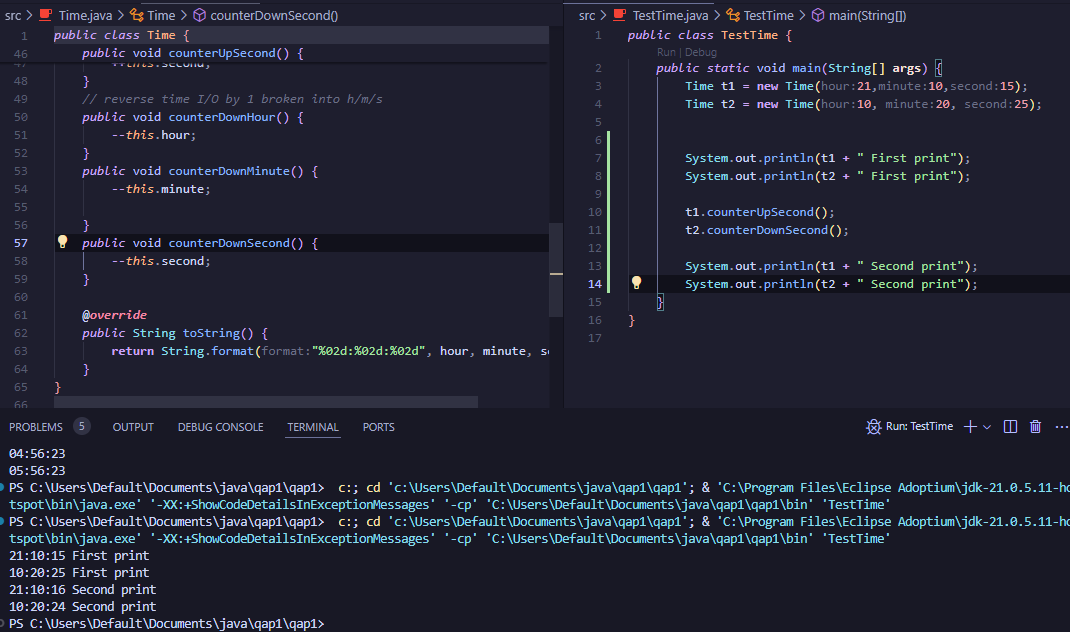 src > Time.java > Time > counterDownSecond()
1 public class Time {
46 public void counterUpSecond() {
47 ++this.second;
48 }
49 // reverse time I/O by 1 broken into h/m/s
50 public void counterDownHour() {
51 --this.hour;
52 }
53 public void counterDownMinute() {
54 --this.minute;
55
56 }
57 public void counterDownSecond() {
58 --this.second;
59 }
60
61 @override
62 public String toString() {
63 return String.format(format:"%02d:%02d:%02d", hour, minute, se
64 }
65 }
66
src > TestTime.java > TestTime > main(String[])
1 public class TestTime {
Run | Debug
2 public static void main(String[] args) {
3 Time t1 = new Time(hour:21,minute:10,second:15);
4 Time t2 = new Time(hour:10, minute:20, second:25);
5
6
7 System.out.println(t1 + " First print");
8 System.out.println(t2 + " First print");
9
10 t1.counterUpSecond();
11 t2.counterDownSecond();
12
13 System.out.println(t1 + " Second print");
14 System.out.println(t2 + " Second print");
15 }
16 }
17
PROBLEMS 5 OUTPUT DEBUG CONSOLE TERMINAL PORTS Run: TestTime
04:56:23
05:56:23
PS C:\Users\Default\Documents\java\qap1\qap1> c:; cd 'c:\Users\Default\Documents\java\qap1\qap1'; & 'C:\Program Files\Eclipse Adoptium\jdk-21.0.5.11-ho
tspot\bin\java.exe' '-XX:+ShowCodeDetailsInExceptionMessages' '-cp' 'C:\Users\Default\Documents\java\qap1\qap1\bin' 'TestTime'
PS C:\Users\Default\Documents\java\qap1\qap1> c:; cd 'c:\Users\Default\Documents\java\qap1\qap1'; & 'C:\Program Files\Eclipse Adoptium\jdk-21.0.5.11-ho
tspot\bin\java.exe' '-XX:+ShowCodeDetailsInExceptionMessages' '-cp' 'C:\Users\Default\Documents\java\qap1\qap1\bin' 'TestTime'
21:10:15 First print
10:20:25 First print
21:10:16 Second print
10:20:24 Second print
PS C:\Users\Default\Documents\java\qap1\qap1>